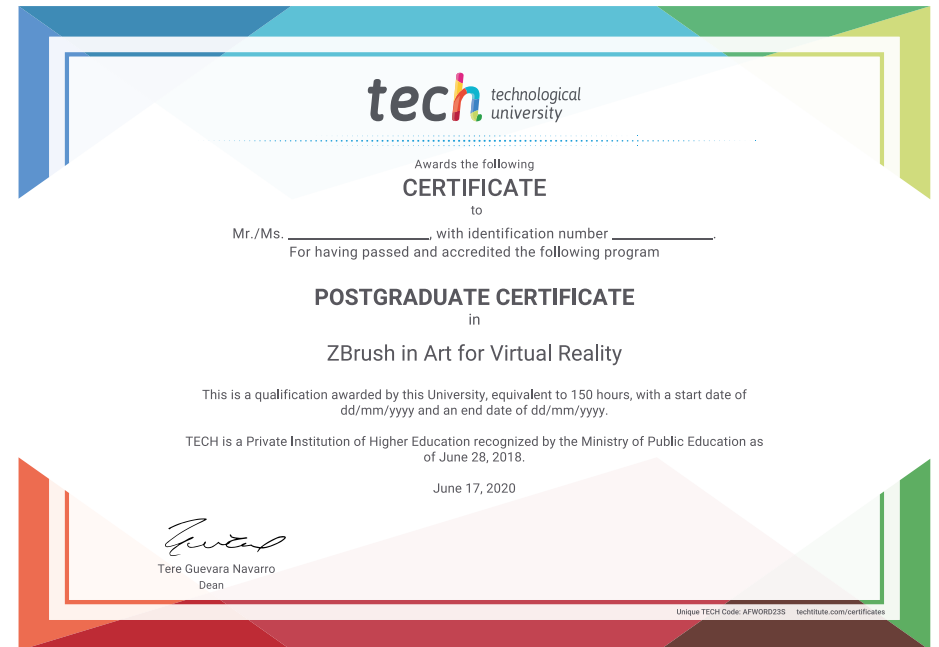 tech technological
university
Awards the following
CERTIFICATE
to
Mr./Ms. ____________________, with identification number ______________.
For having passed and accredited the following program
POSTGRADUATE CERTIFICATE
in
ZBrush in Art for Virtual Reality
This is a qualification awarded by this University, equivalent to 150 hours, with a start date of
dd/mm/yyyy and an end date of dd/mm/yyyy.
TECH is a Private Institution of Higher Education recognized by the Ministry of Public Education as
of June 28, 2018.
June 17, 2020
Tere Guevara Navarro
Dean
Unique TECH Code: AFWORD23S techtitute.com/certificates